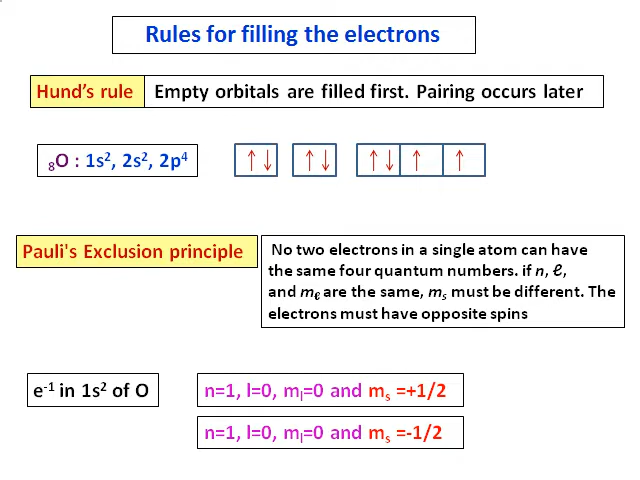 Rules for filling the electrons
Hund's rule
Empty orbitals are filled first. Pairing occurs later
₈O : 1s², 2s², 2p⁴
↑↓ ↑↓ ↑↓ ↑ ↑
Pauli's Exclusion principle
No two electrons in a single atom can have
the same four quantum numbers. if n, ℓ,
and mℓ are the same, mₛ must be different. The
electrons must have opposite spins
e⁻¹ in 1s² of O
n=1, l=0, mₗ=0 and mₛ =+1/2
n=1, l=0, mₗ=0 and mₛ =-1/2